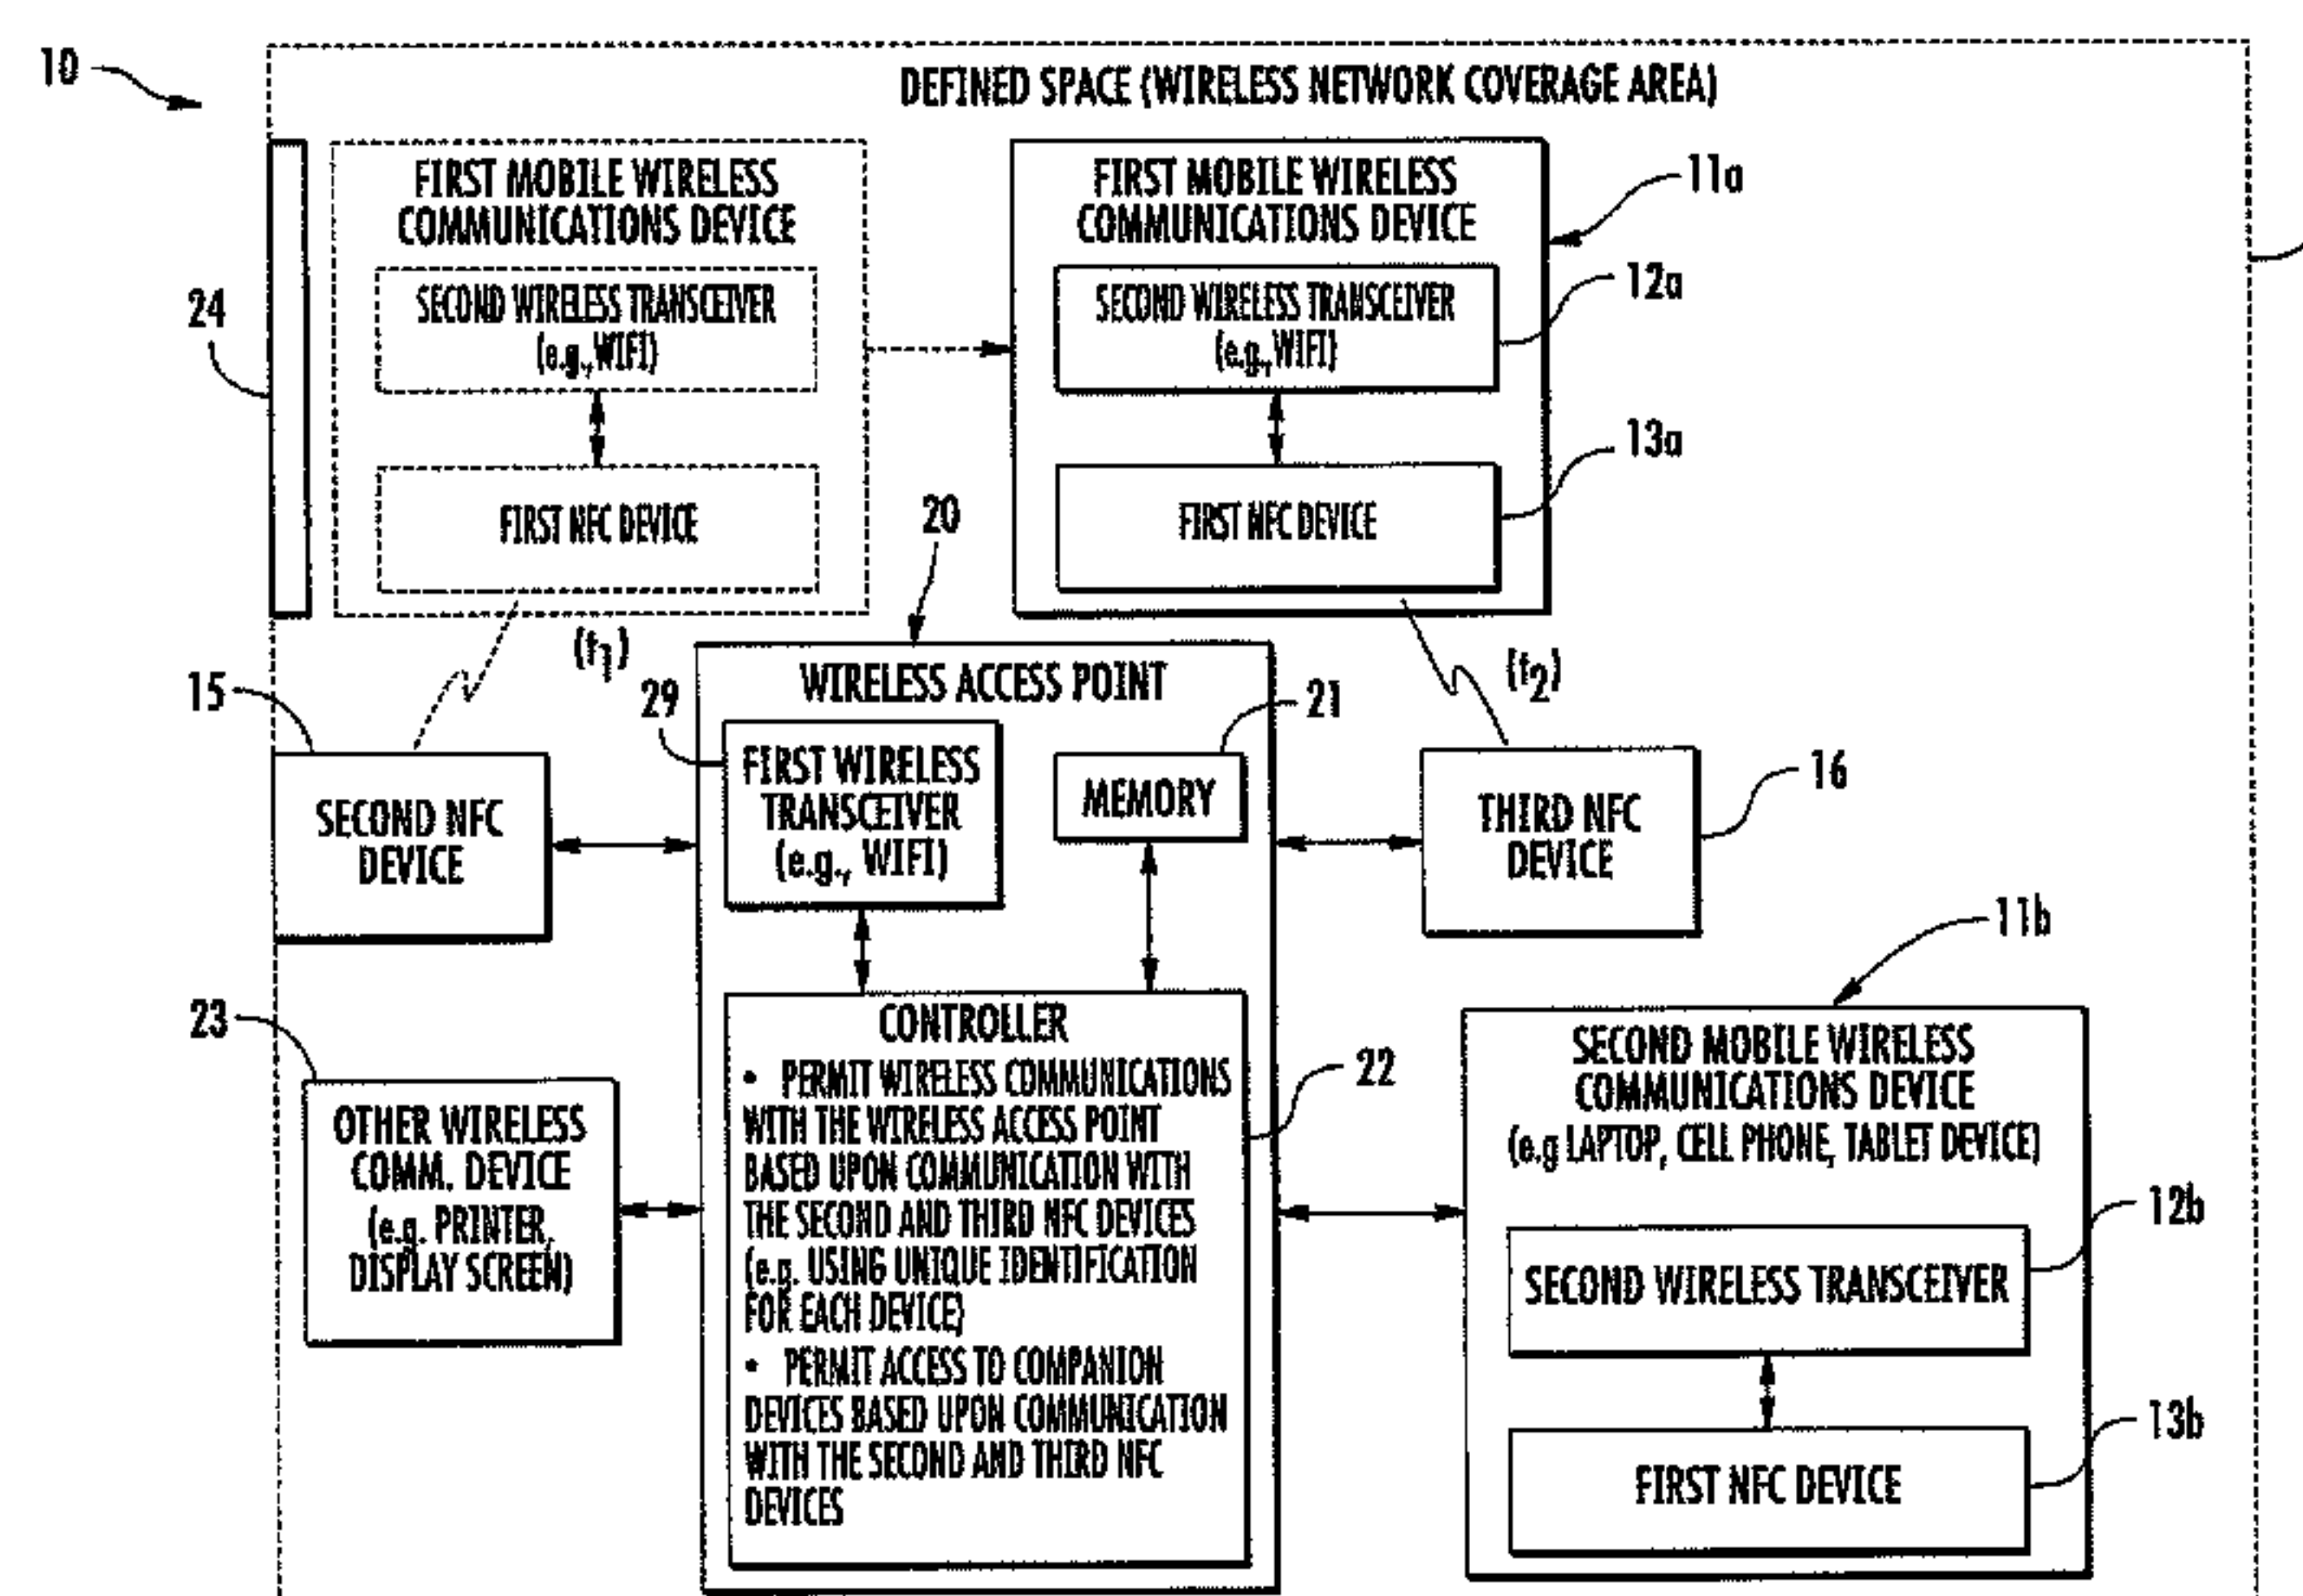 10
DEFINED SPACE (WIRELESS NETWORK COVERAGE AREA)
FIRST MOBILE WIRELESS
COMMUNICATIONS DEVICE
SECOND WIRELESS TRANSCEIVER
(e.g., WIFI)
FIRST NFC DEVICE
24
FIRST MOBILE WIRELESS
COMMUNICATIONS DEVICE
11a
SECOND WIRELESS TRANSCEIVER
(e.g., WIFI)
12a
13a
FIRST NFC DEVICE
20
(f1)
(f2)
15
SECOND NFC
DEVICE
WIRELESS ACCESS POINT
29
FIRST WIRELESS
TRANSCEIVER
(e.g., WIFI)
21
MEMORY
THIRD NFC
DEVICE
16
23
OTHER WIRELESS
COMM. DEVICE
(e.g. PRINTER,
DISPLAY SCREEN)
CONTROLLER
• PERMIT WIRELESS COMMUNICATIONS
WITH THE WIRELESS ACCESS POINT
BASED UPON COMMUNICATION WITH
THE SECOND AND THIRD NFC DEVICES
(e.g. USING UNIQUE IDENTIFICATION
FOR EACH DEVICE)
• PERMIT ACCESS TO COMPANION
DEVICES BASED UPON COMMUNICATION
WITH THE SECOND AND THIRD NFC
DEVICES
22
11b
SECOND MOBILE WIRELESS
COMMUNICATIONS DEVICE
(e.g LAPTOP, CELL PHONE, TABLET DEVICE)
12b
SECOND WIRELESS TRANSCEIVER
13b
FIRST NFC DEVICE